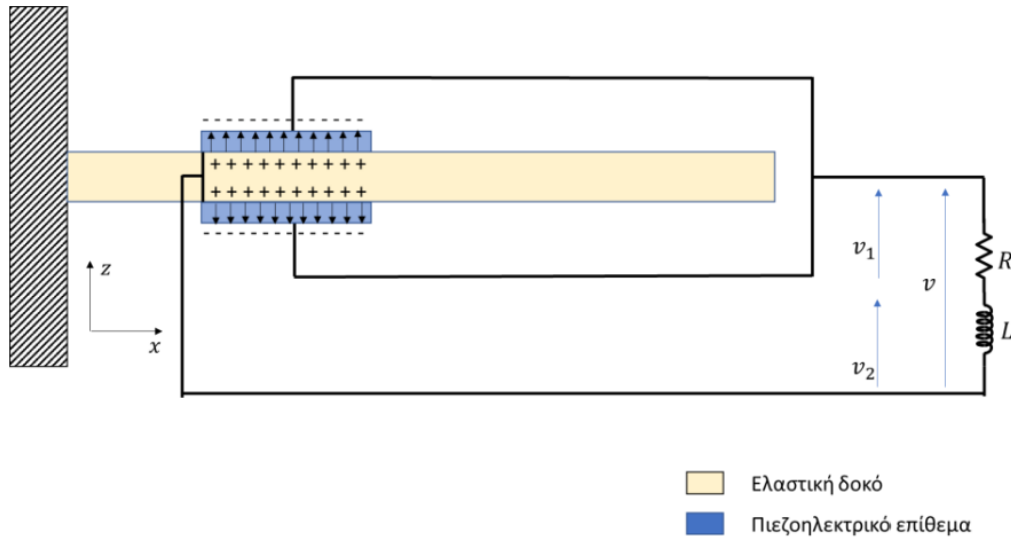 - - - - - - - - - - -
+ + + + + + + + + +
+ + + + + + + + + +
- - - - - - - - - - -
z
x
v₁
v₂
v
R
L
Ελαστική δοκό
Πιεζοηλεκτρικό επίθεμα